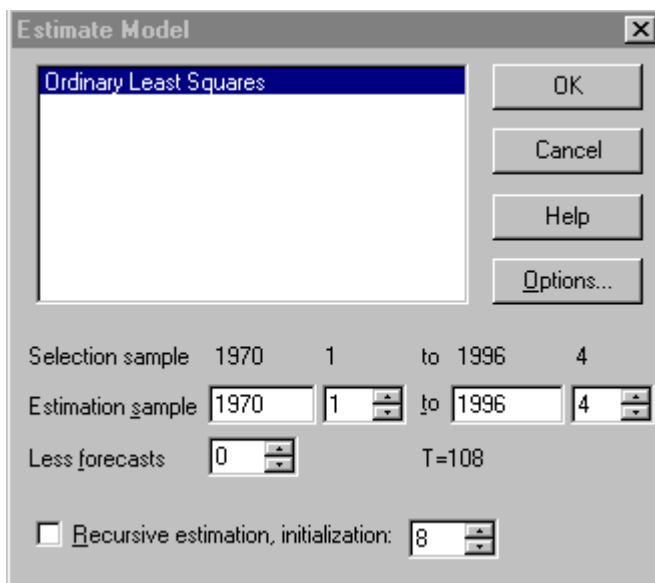 Estimate Model
Ordinary Least Squares
OK
Cancel
Help
Options...
Selection sample 1970 1 to 1996 4
Estimation sample 1970 1 to 1996 4
Less forecasts 0 T=108
Recursive estimation, initialization: 8